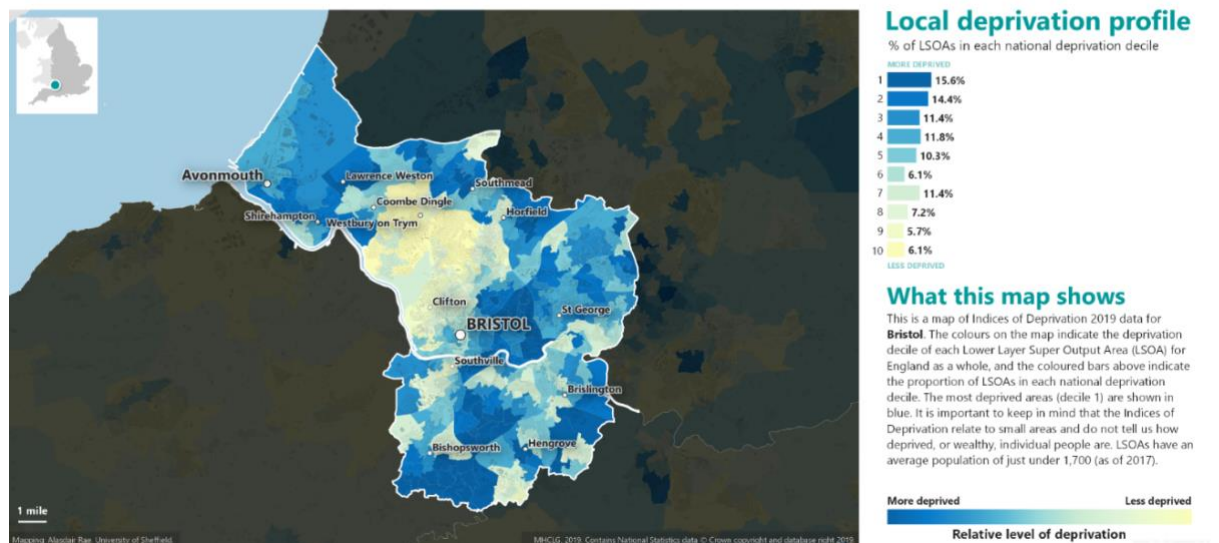 Local deprivation profile
% of LSOAs in each national deprivation decile
MORE DEPRIVED
1 15.6%
2 14.4%
3 11.4%
4 11.8%
5 10.3%
6 6.1%
7 11.4%
8 7.2%
9 5.7%
10 6.1%
LESS DEPRIVED
What this map shows
This is a map of Indices of Deprivation 2019 data for
Bristol. The colours on the map indicate the deprivation
decile of each Lower Layer Super Output Area (LSOA) for
England as a whole, and the coloured bars above indicate
the proportion of LSOAs in each national deprivation
decile. The most deprived areas (decile 1) are shown in
blue. It is important to keep in mind that the Indices of
Deprivation relate to small areas and do not tell us how
deprived, or wealthy, individual people are. LSOAs have an
average population of just under 1,700 (as of 2017).
More deprived Less deprived
Relative level of deprivation
Avonmouth
Lawrence Weston
Southmead
Coombe Dingle
Shirehampton
Westbury on Trym
Horfield
Clifton
St George
BRISTOL
Southville
Brislington
Bishopsworth
Hengrove
1 mile
Mapping: Alasdair Rae, University of Sheffield.
MHCLG, 2019. Contains National Statistics data © Crown copyright and database right 2019